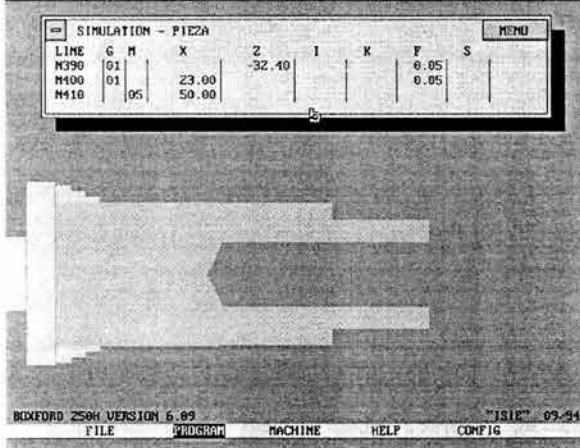 SIMULATION - PIEZA MENU
LINE G M X Z I K F S
N390 01 -32.40 0.05
N400 01 23.00 0.05
N410 05 50.00
BOXFORD 250H VERSION 6.09 "ISIE" 09/94
FILE PROGRAM MACHINE HELP CONFIG